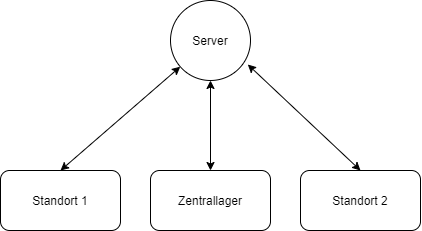 Server
Standort 1
Zentrallager
Standort 2